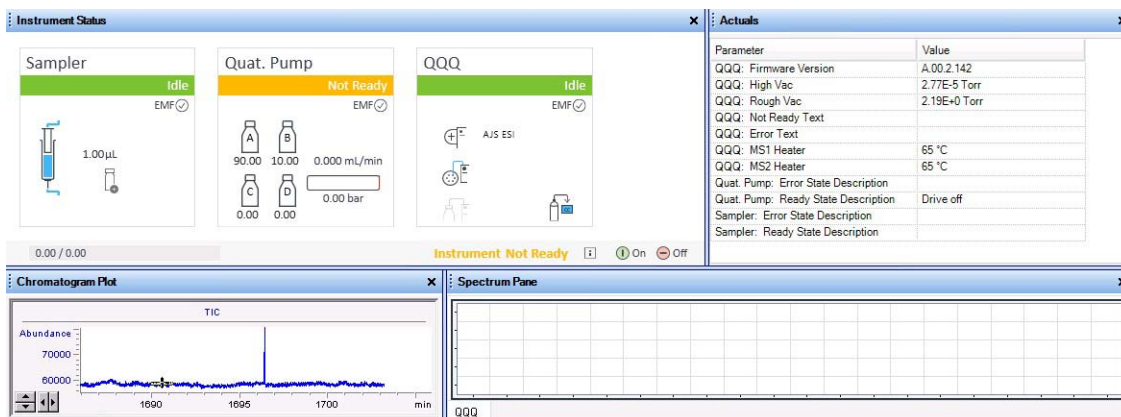 Instrument Status
Sampler
Idle
EMF
1.00 µL
Quat. Pump
Not Ready
EMF
A B
90.00 10.00 0.000 mL/min
C D
0.00 bar
0.00 0.00
QQQ
Idle
EMF
AJS ESI
0.00 / 0.00
Instrument Not Ready
On
Off
Actuals
Parameter Value
QQQ: Firmware Version A.00.2.142
QQQ: High Vac 2.77E-5 Torr
QQQ: Rough Vac 2.19E+0 Torr
QQQ: Not Ready Text
QQQ: Error Text
QQQ: MS1 Heater 65 °C
QQQ: MS2 Heater 65 °C
Quat. Pump: Error State Description
Quat. Pump: Ready State Description Drive off
Sampler: Error State Description
Sampler: Ready State Description
Chromatogram Plot
TIC
Abundance
70000
60000
1690 1695 1700 min
Spectrum Pane
QQQ